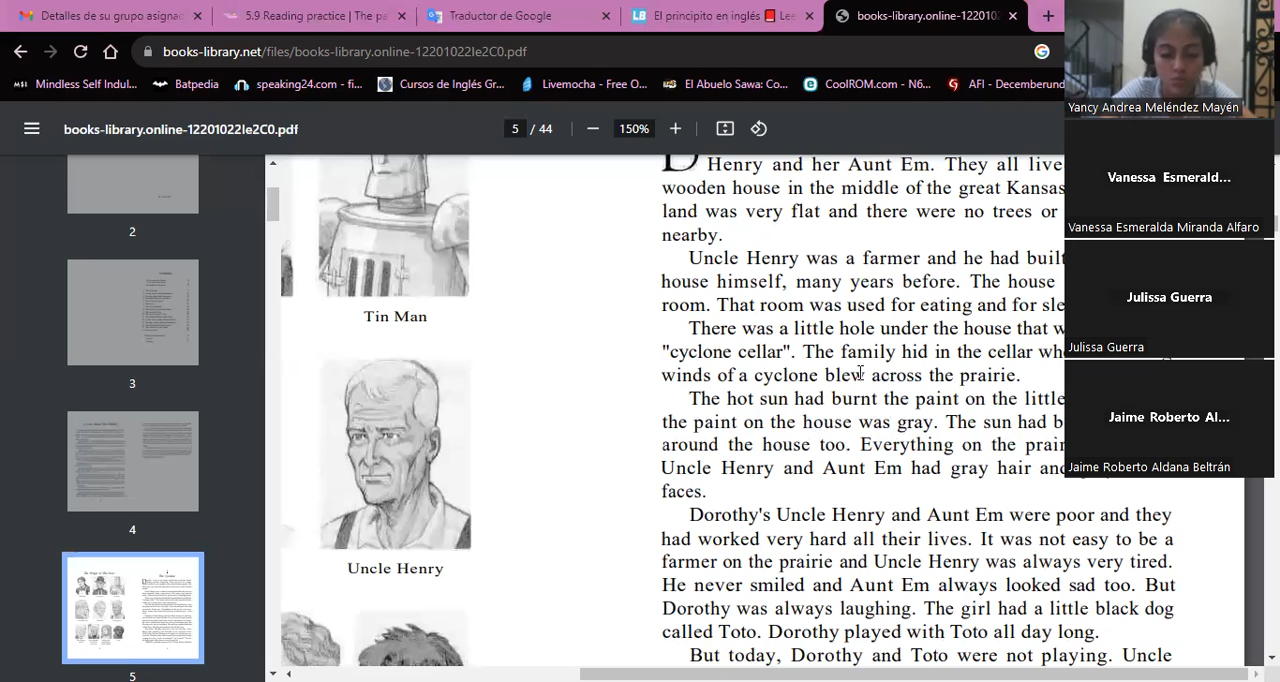 Detalles de su grupo asigna
5.9 Reading practice | The pa
Traductor de Google
El principito en inglés
Lee
books-library.online-1220102
books-library.net/files/books-library.online-12201022Ie2C0.pdf
Mindless Self Indul...
Batpedia
speaking24.com - fi...
Cursos de Inglés Gr...
Livemocha - Free O...
El Abuelo Sawa: Co...
CoolROM.com - N6...
AFI - Decemberund
books-library.online-12201022Ie2C0.pdf
5 / 44
150%
2
3
4
5
Tin Man
Uncle Henry
Henry and her Aunt Em. They all live
wooden house in the middle of the great Kansas
land was very flat and there were no trees or
nearby.
Uncle Henry was a farmer and he had built
house himself, many years before. The house
room. That room was used for eating and for sle
There was a little hole under the house that w
"cyclone cellar". The family hid in the cellar whe
winds of a cyclone blew across the prairie.
The hot sun had burnt the paint on the little
the paint on the house was gray. The sun had b
around the house too. Everything on the prair
Uncle Henry and Aunt Em had gray hair and
faces.
Dorothy's Uncle Henry and Aunt Em were poor and they
had worked very hard all their lives. It was not easy to be a
farmer on the prairie and Uncle Henry was always very tired.
He never smiled and Aunt Em always looked sad too. But
Dorothy was always laughing. The girl had a little black dog
called Toto. Dorothy played with Toto all day long.
But today, Dorothy and Toto were not playing. Uncle
Yancy Andrea Meléndez Mayén
Vanessa Esmerald...
Vanessa Esmeralda Miranda Alfaro
Julissa Guerra
Julissa Guerra
Jaime Roberto Al...
Jaime Roberto Aldana Beltrán